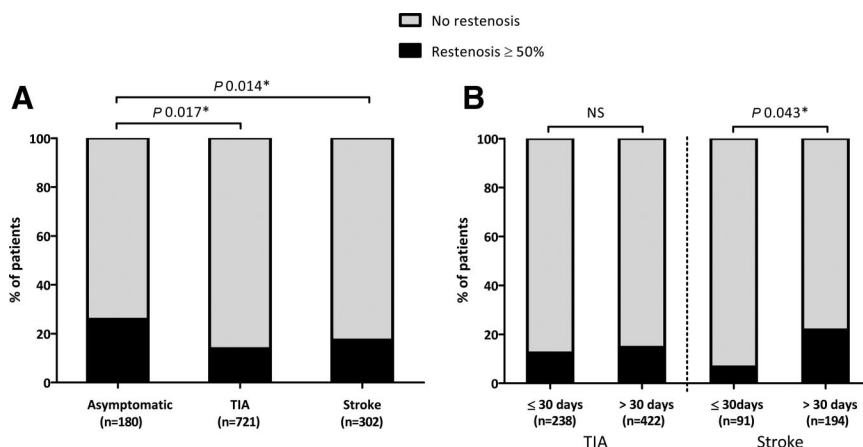 No restenosis
Restenosis ≥ 50%
A
P 0.014*
P 0.017*
100
80
60
40
20
0
% of patients
Asymptomatic
(n=180)
TIA
(n=721)
Stroke
(n=302)
B
NS
P 0.043*
100
80
60
40
20
0
% of patients
≤ 30 days
(n=238)
> 30 days
(n=422)
≤ 30days
(n=91)
> 30 days
(n=194)
TIA
Stroke